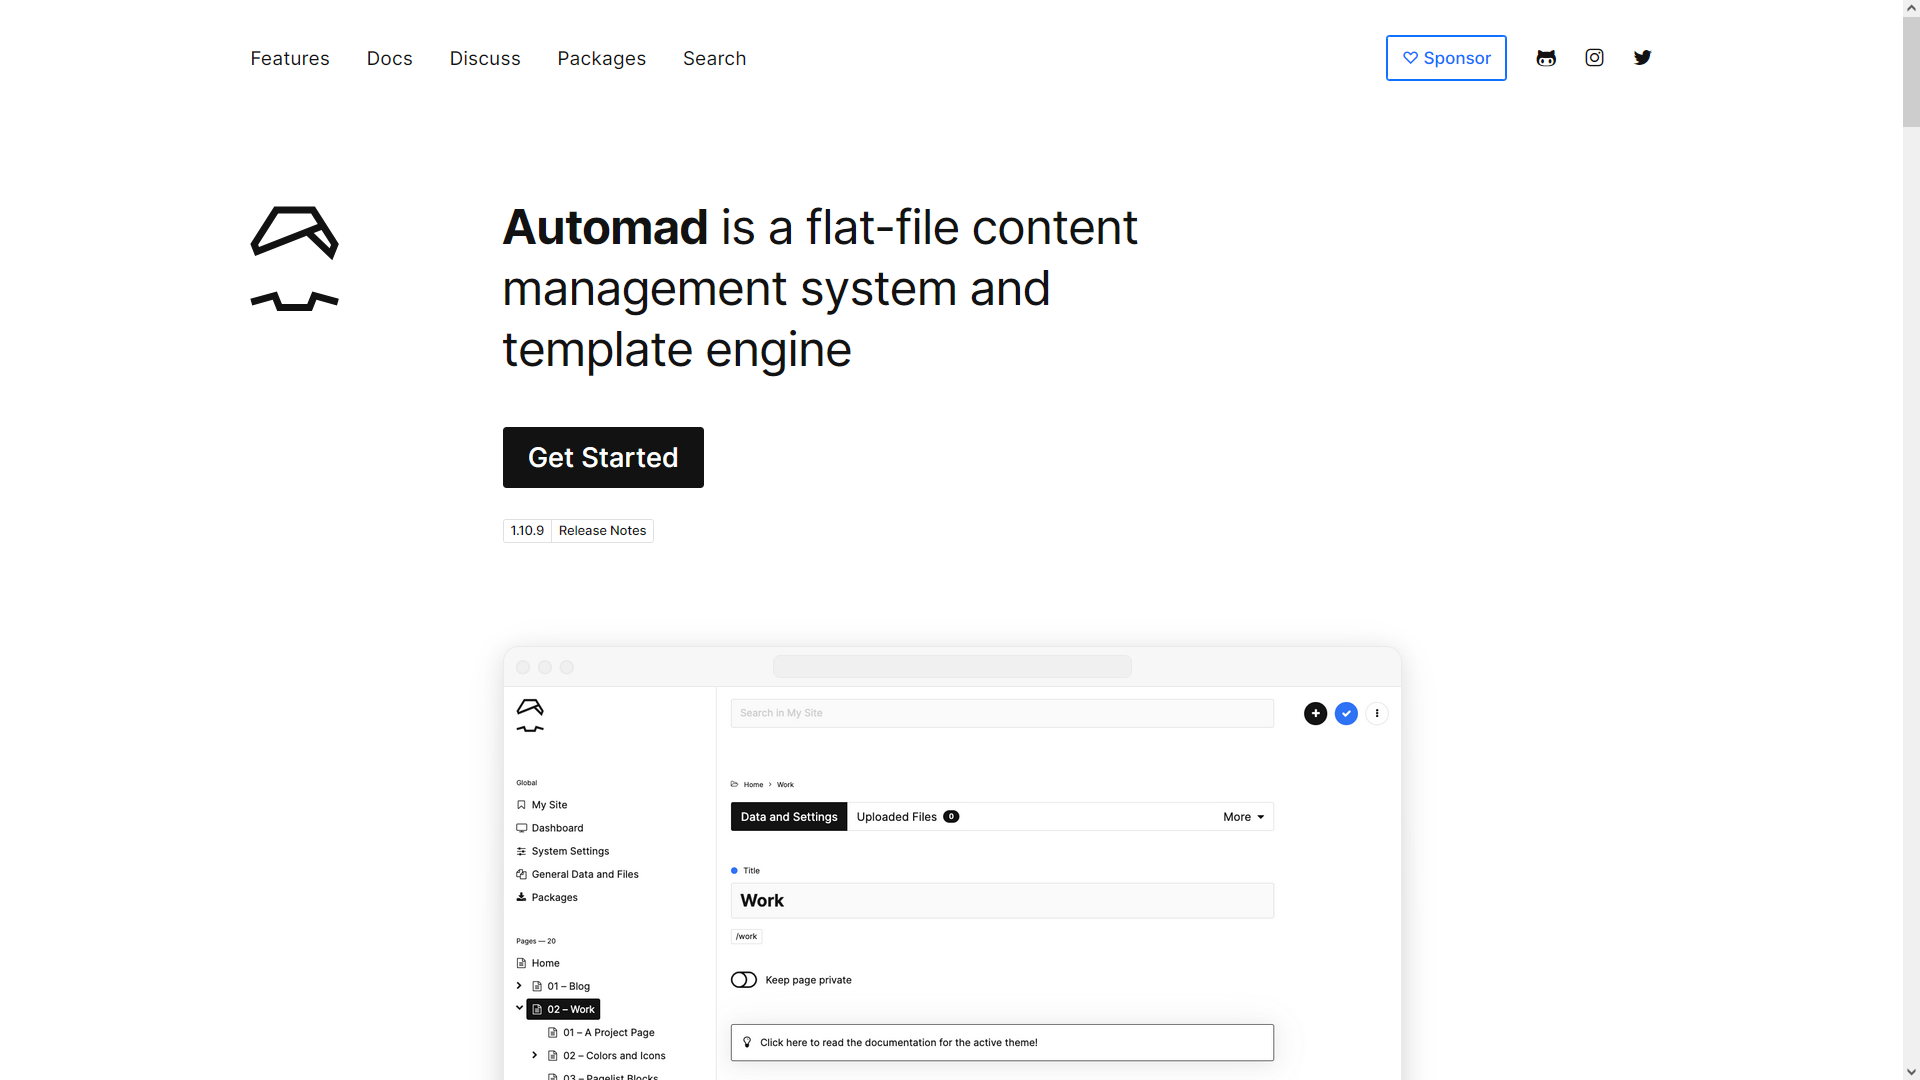 Features Docs Discuss Packages Search Sponsor
Automad is a flat-file content
management system and
template engine
Get Started
1.10.9 Release Notes
Search in My Site
Global
My Site
Dashboard
System Settings
General Data and Files
Packages
Pages — 20
Home
01 – Blog
02 – Work
01 – A Project Page
02 – Colors and Icons
03 – Pagelist Blocks
Home > Work
Data and Settings Uploaded Files 0 More
Title
Work
/work
Keep page private
Click here to read the documentation for the active theme!